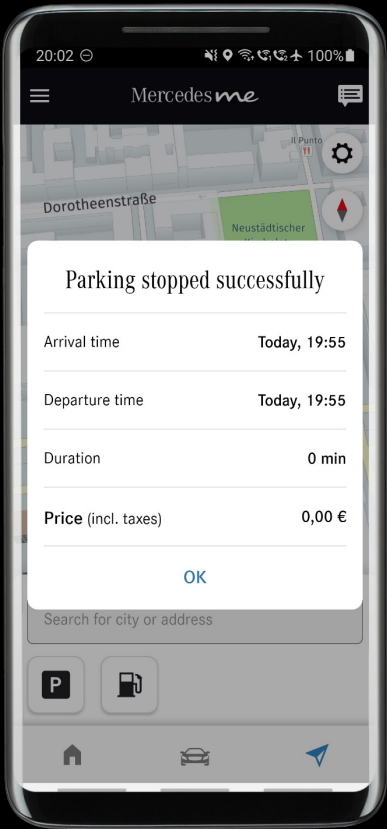 20:02
100%
Mercedes me
Il Punto
Dorotheenstraße
Neustädtischer
Parking stopped successfully
Arrival time Today, 19:55
Departure time Today, 19:55
Duration 0 min
Price (incl. taxes) 0,00 €
OK
Search for city or address
P